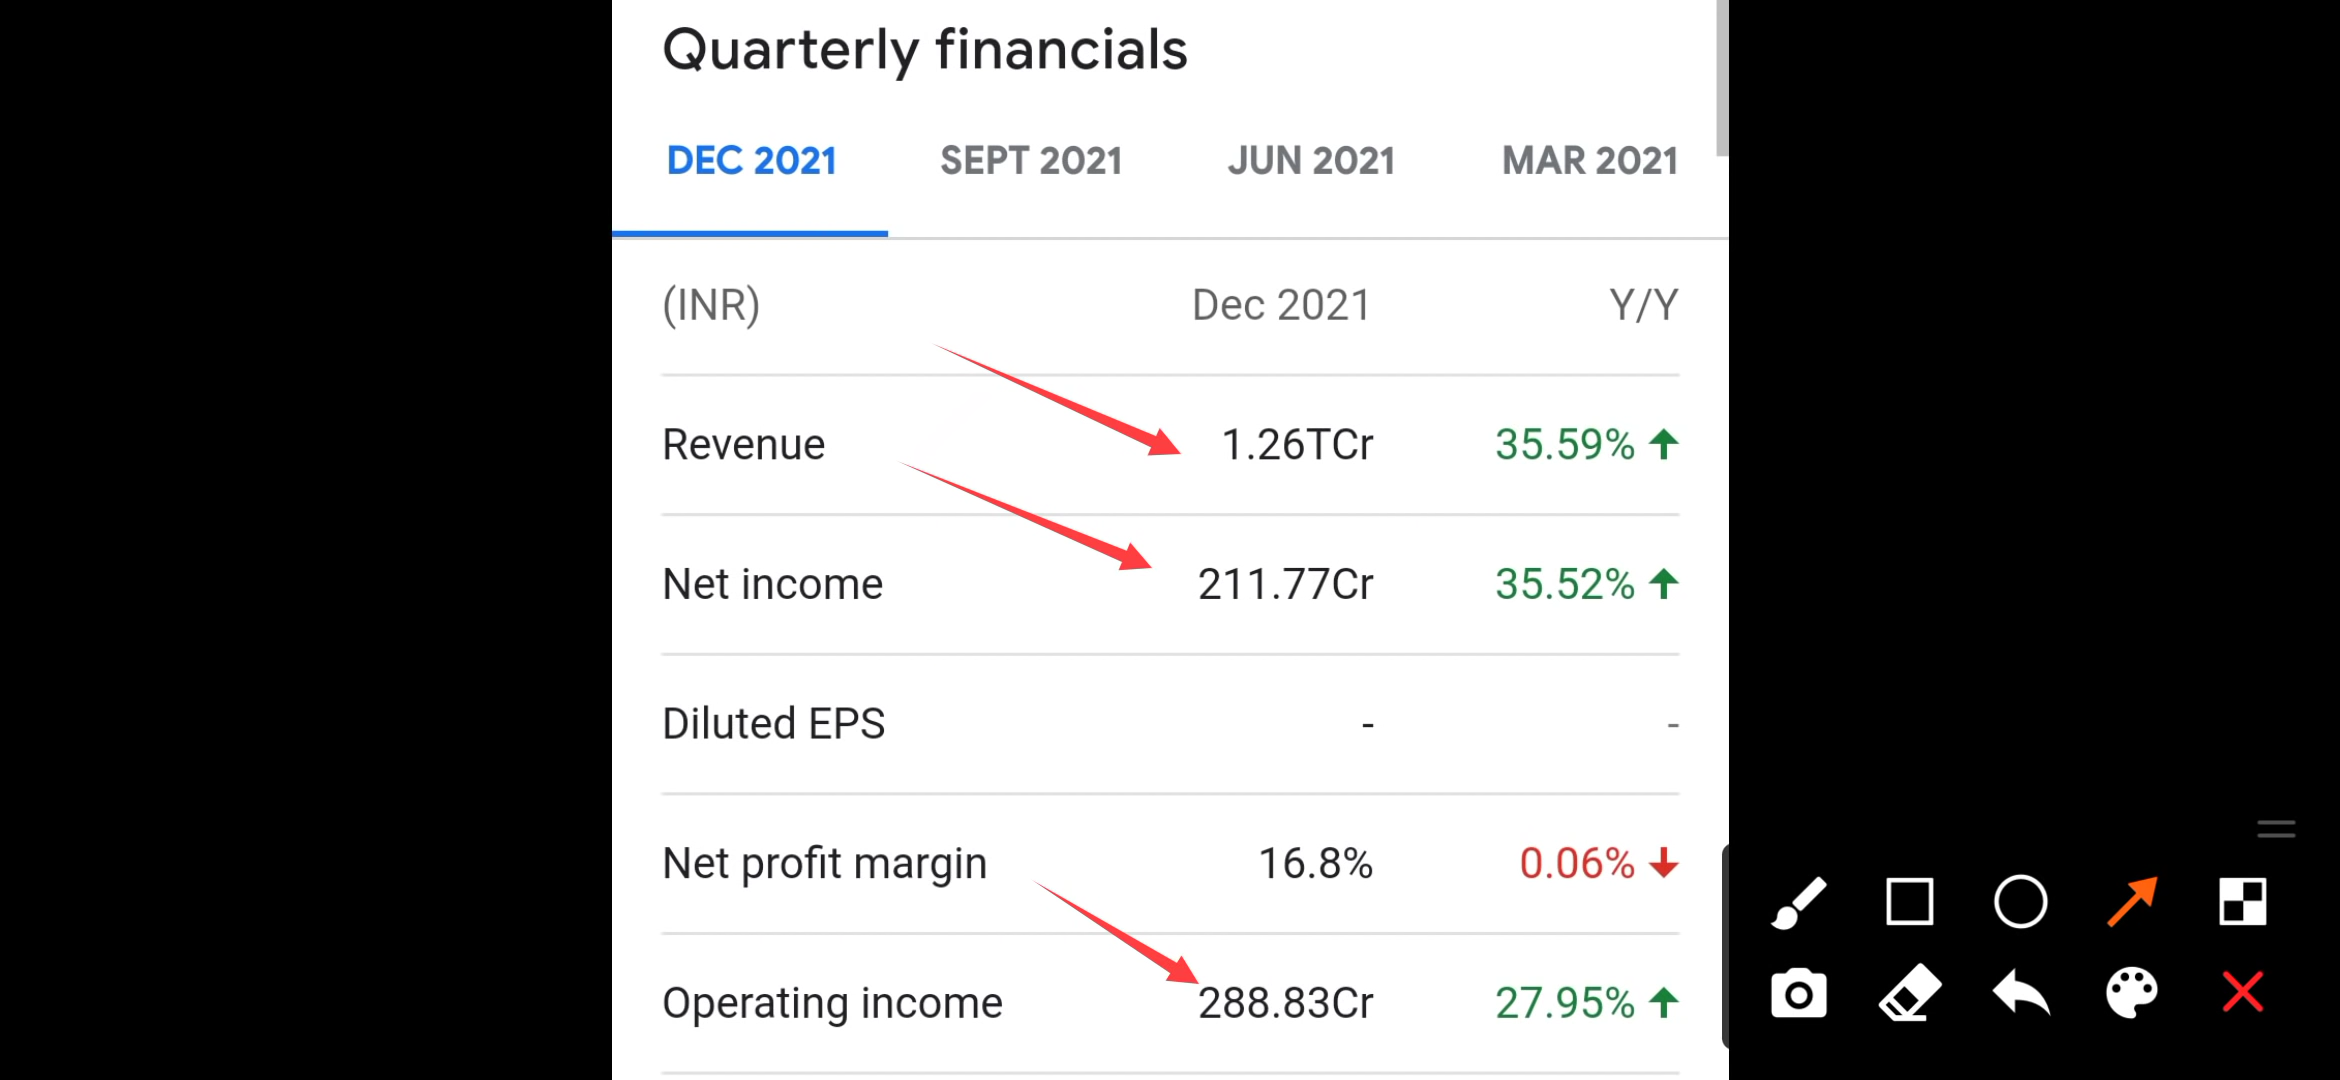 Quarterly financials
DEC 2021 SEPT 2021 JUN 2021 MAR 2021
(INR) Dec 2021 Y/Y
Revenue 1.26TCr 35.59%
Net income 211.77Cr 35.52%
Diluted EPS - -
Net profit margin 16.8% 0.06%
Operating income 288.83Cr 27.95%